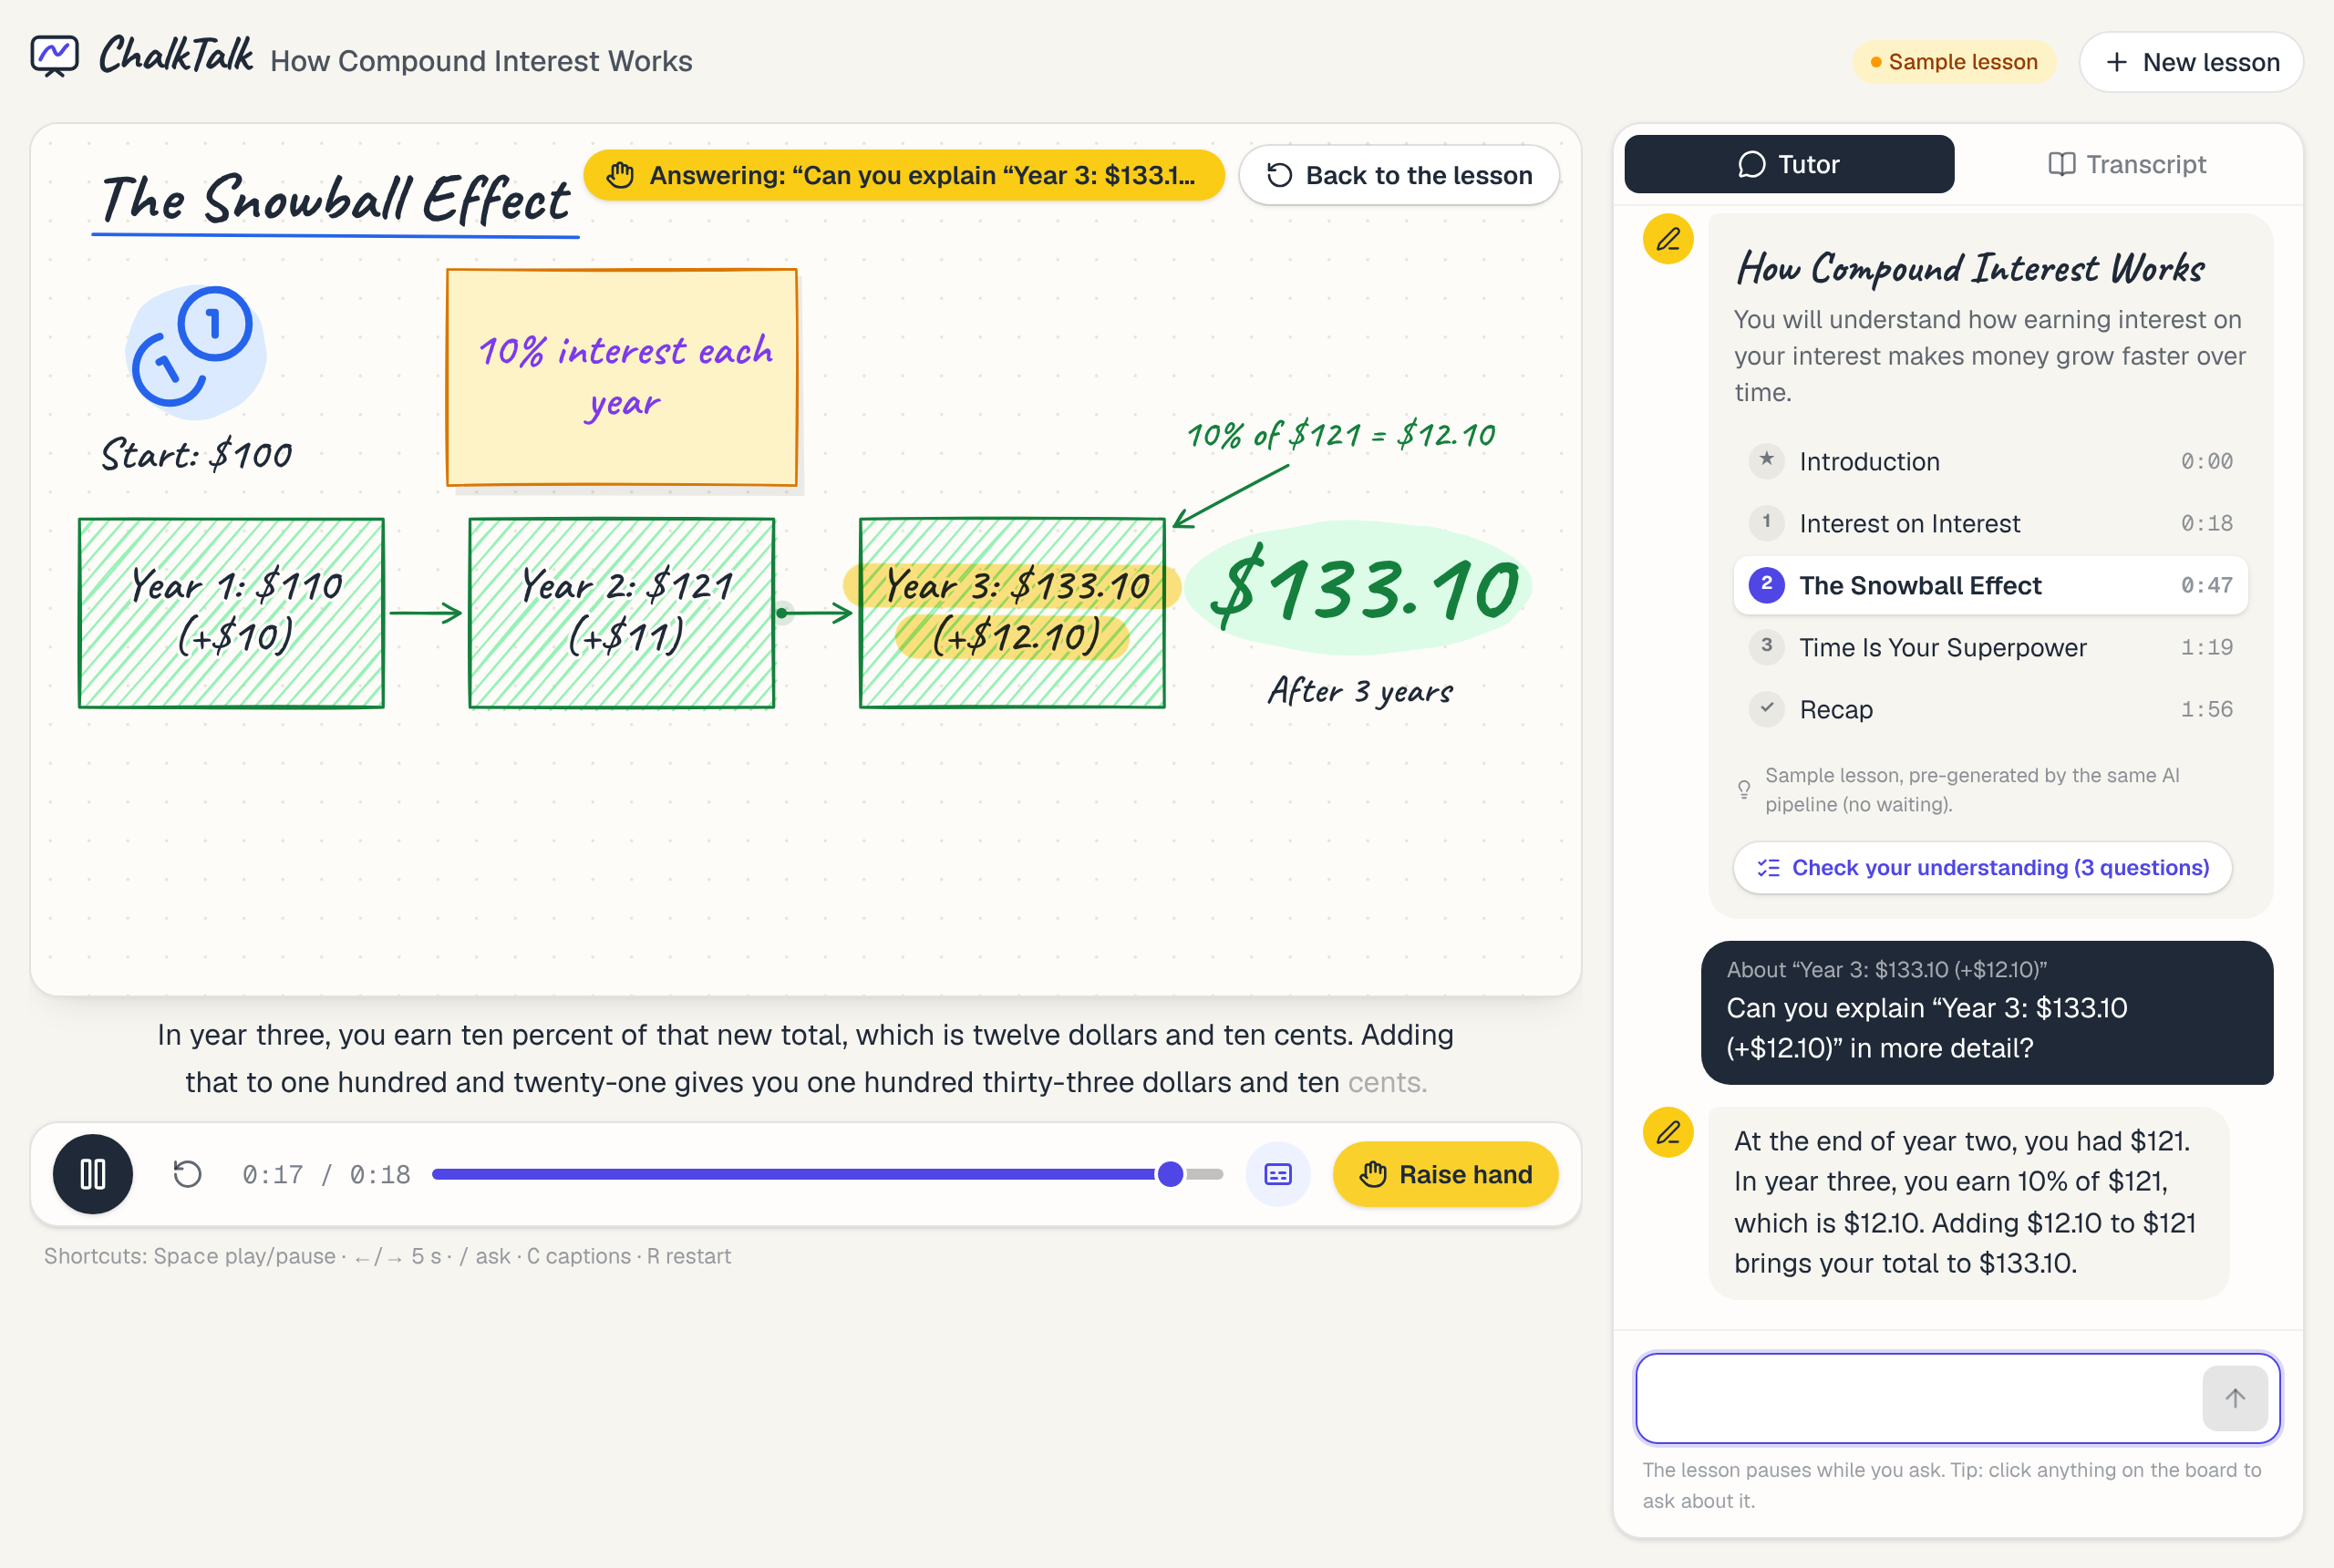 ChalkTalk How Compound Interest Works
Sample lesson
New lesson
The Snowball Effect
Answering: “Can you explain “Year 3: $133.1...
Back to the lesson
1
1
Start: $100
10% interest each
year
10% of $121 = $12.10
Year 1: $110
(+$10)
Year 2: $121
(+$11)
Year 3: $133.10
(+$12.10)
$133.10
After 3 years
In year three, you earn ten percent of that new total, which is twelve dollars and ten cents. Adding
that to one hundred and twenty-one gives you one hundred thirty-three dollars and ten cents.
0:17 / 0:18
Raise hand
Shortcuts: Space play/pause · ←/→ 5 s · / ask · C captions · R restart
Tutor
Transcript
How Compound Interest Works
You will understand how earning interest on
your interest makes money grow faster over
time.
★ Introduction 0:00
1 Interest on Interest 0:18
2 The Snowball Effect 0:47
3 Time Is Your Superpower 1:19
Recap 1:56
Sample lesson, pre-generated by the same AI
pipeline (no waiting).
Check your understanding (3 questions)
About “Year 3: $133.10 (+$12.10)”
Can you explain “Year 3: $133.10
(+$12.10)” in more detail?
At the end of year two, you had $121.
In year three, you earn 10% of $121,
which is $12.10. Adding $12.10 to $121
brings your total to $133.10.
The lesson pauses while you ask. Tip: click anything on the board to
ask about it.